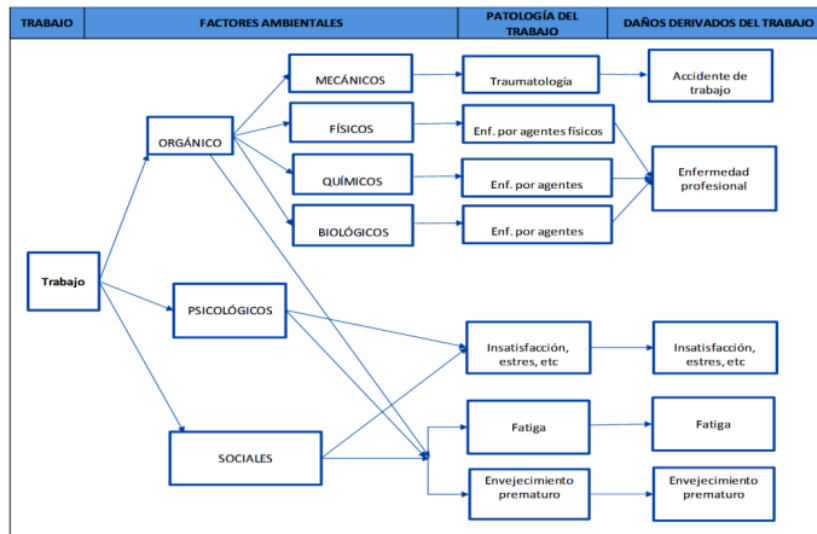 TRABAJO
FACTORES AMBIENTALES
PATOLOGÍA DEL
TRABAJO
DAÑOS DERIVADOS DEL TRABAJO
MECÁNICOS
Traumatología
Accidente de
trabajo
ORGÁNICO
FÍSICOS
Enf. por agentes físicos
QUÍMICOS
Enf. por agentes
Enfermedad
profesional
BIOLÓGICOS
Enf. por agentes
Trabajo
PSICOLÓGICOS
Insatisfacción,
estres, etc
Insatisfacción,
estres, etc
SOCIALES
Fatiga
Fatiga
Envejecimiento
prematuro
Envejecimiento
prematuro